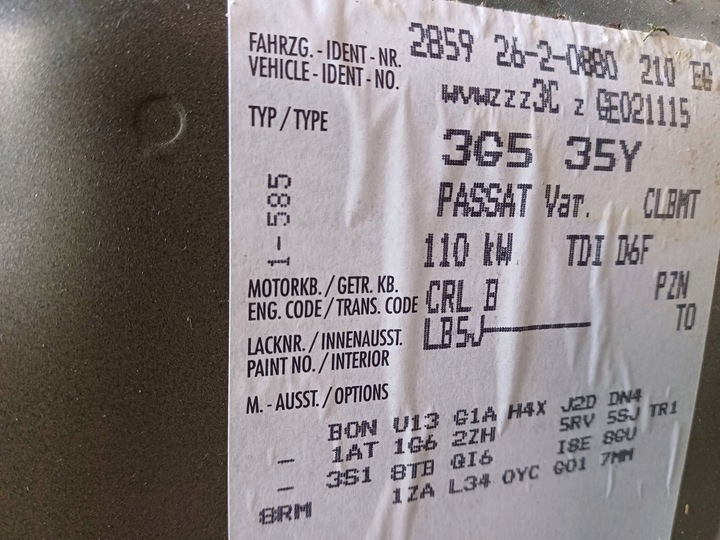 FAHRZG. - IDENT - NR. 2859 26-2-0880 210 EG
VEHICLE - IDENT - NO. WVWZZZ3C Z GE021115
TYP / TYPE 3G5 35Y
1-585
PASSAT Var. CLBMT
110 kW TDI D6F
MOTORKB. / GETR. KB. PZN
ENG. CODE / TRANS. CODE CRL B TO
LACKNR. / INNENAUSST. LB5J
PAINT NO. / INTERIOR
M. - AUSST. / OPTIONS
BON U13 G1A H4X J2D DN4
_ 1AT 1G6 2ZH 5RV 5SJ TR1
_ 3S1 8TB QI6 I8E 8GU
8RM 1ZA L34 0YC G01 7MM